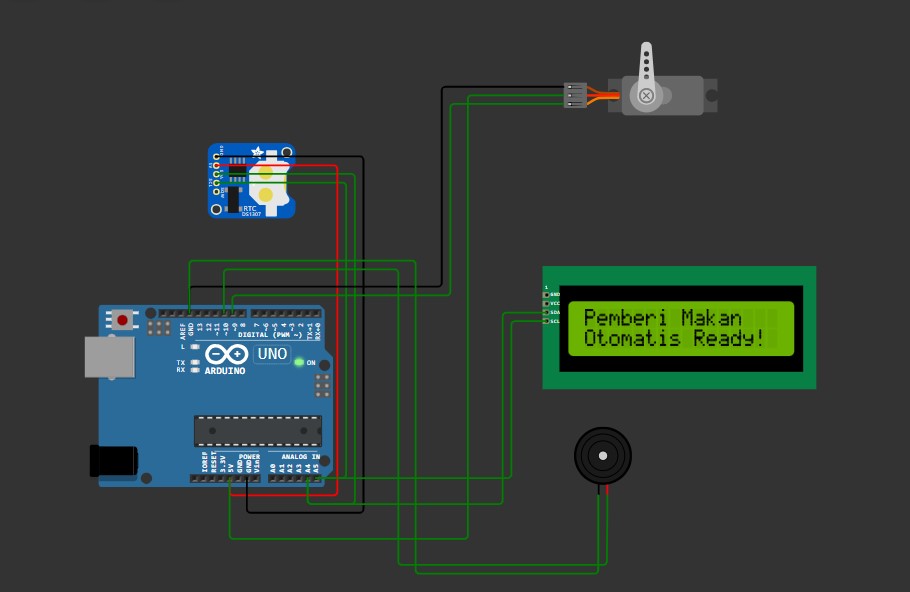 RTC
DS1307
1
GND
VCC
SDA
SCL
Pemberi Makan
Otomatis Ready!
AREF
GND
13
12
~11
~10
~9
8
7
~6
~5
4
~3
2
TX→1
RX←0
DIGITAL (PWM ~)
L
TX
RX
UNO
ON
ARDUINO
IOREF
RESET
3.3V
5V
GND
GND
Vin
POWER
ANALOG IN
A0
A1
A2
A3
A4
A5